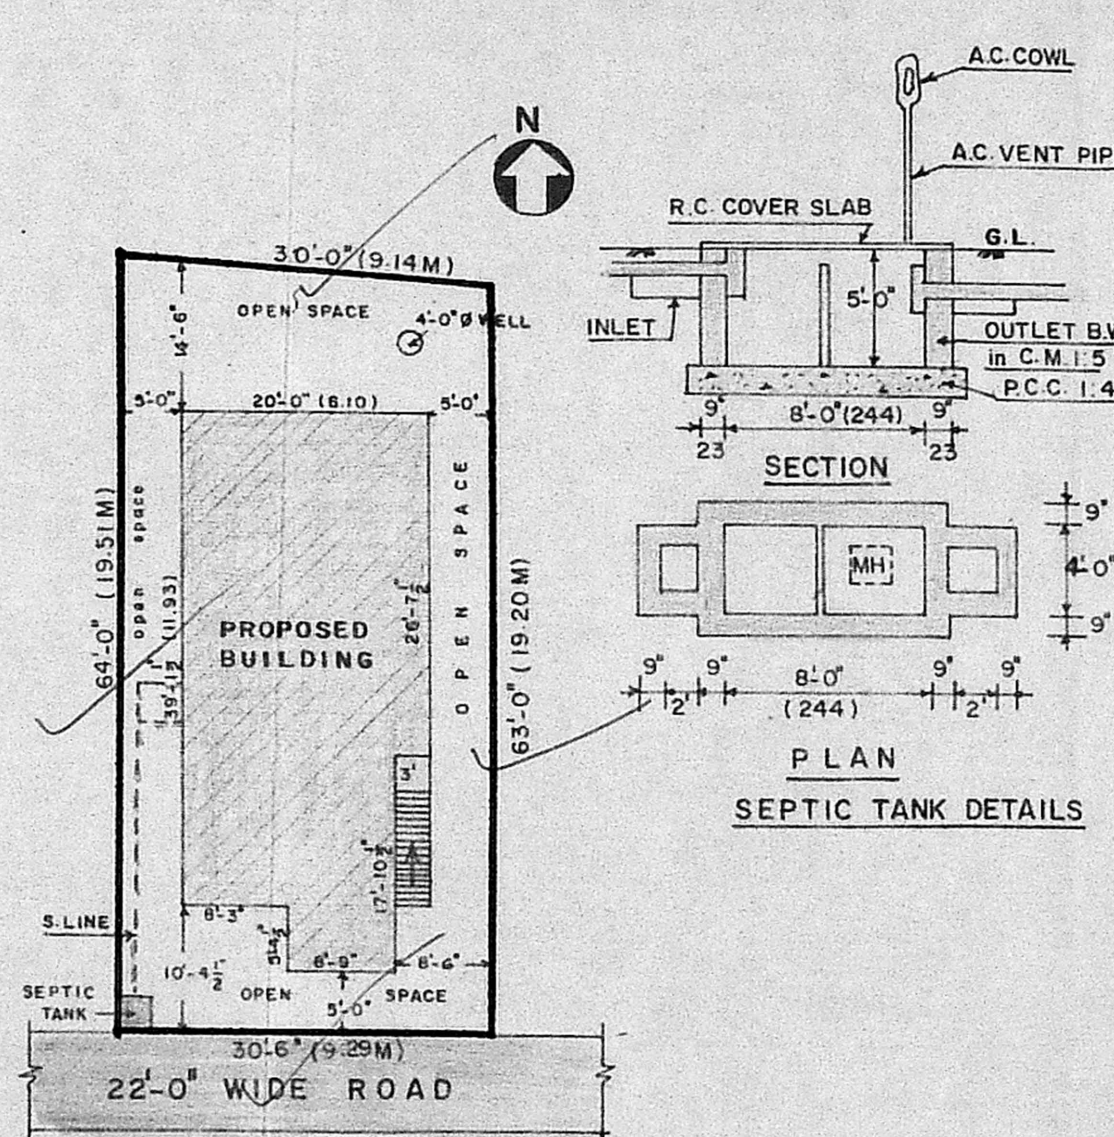 N
30'-0" (9.14M)
OPEN SPACE
4'-0" Ø WELL
14'-6"
5'-0"
20'-0" (6.10)
5'-0"
64'-0" (19.51M)
open space
39'-1½" (11.93)
PROPOSED
BUILDING
26'-7½"
OPEN SPACE
63'-0" (19.20M)
3'
17'-10½"
8'-3"
5'-4½"
S.LINE
10'-4½"
8'-9"
8'-6"
SEPTIC
TANK
OPEN SPACE
5'-0"
30'-6" (9.29M)
22'-0" WIDE ROAD
A.C. COWL
A.C. VENT PIP
R.C. COVER SLAB
G.L.
5'-0"
INLET
OUTLET B.W
in C.M 1:5
P.C.C. 1:4
9"
8'-0" (244)
9"
23
23
SECTION
MH
9"
4'-0"
9"
9"
9"
8'-0"
9"
9"
2'
(244)
2'
PLAN
SEPTIC TANK DETAILS